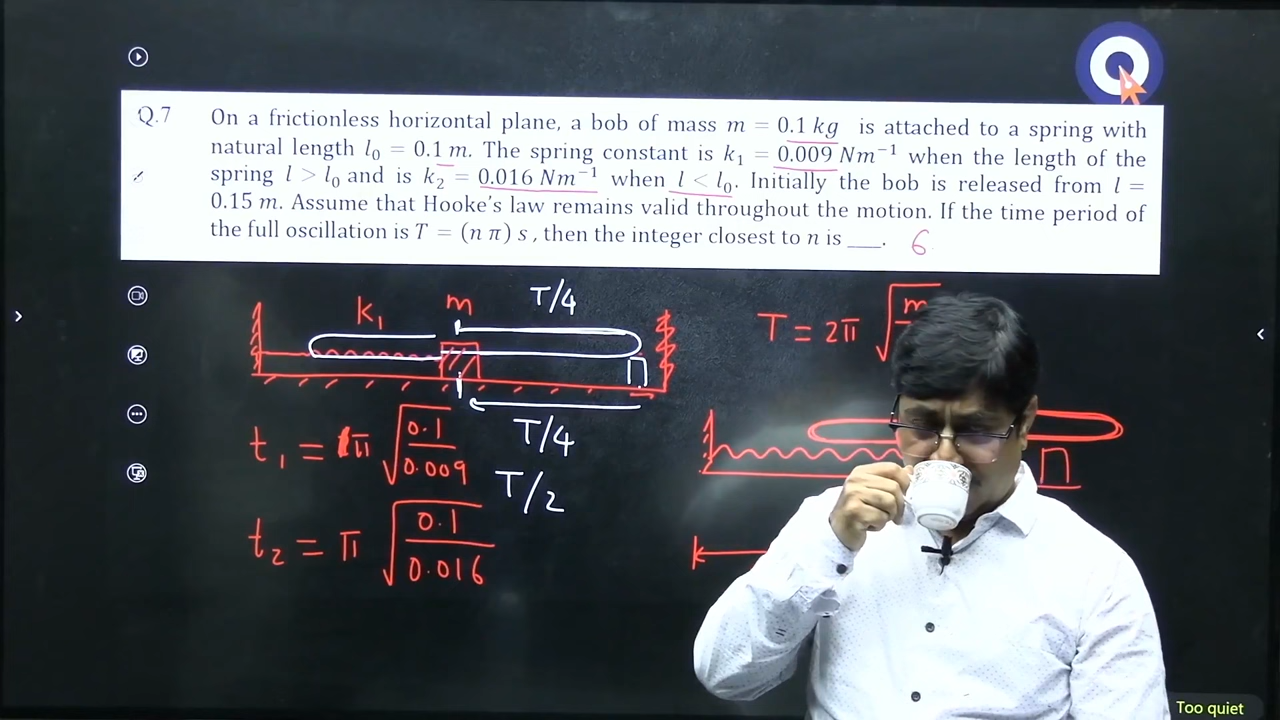 Q.7 On a frictionless horizontal plane, a bob of mass m = 0.1 kg is attached to a spring with
natural length l₀ = 0.1 m. The spring constant is k₁ = 0.009 Nm⁻¹ when the length of the
spring l > l₀ and is k₂ = 0.016 Nm⁻¹ when l < l₀. Initially the bob is released from l =
0.15 m. Assume that Hooke's law remains valid throughout the motion. If the time period of
the full oscillation is T = (n π) s, then the integer closest to n is ___. 6
k₁ m T/4
T = 2π √m
T/4
t₁ = π √0.1/0.009
T/2
t₂ = π √0.1/0.016
Too quiet